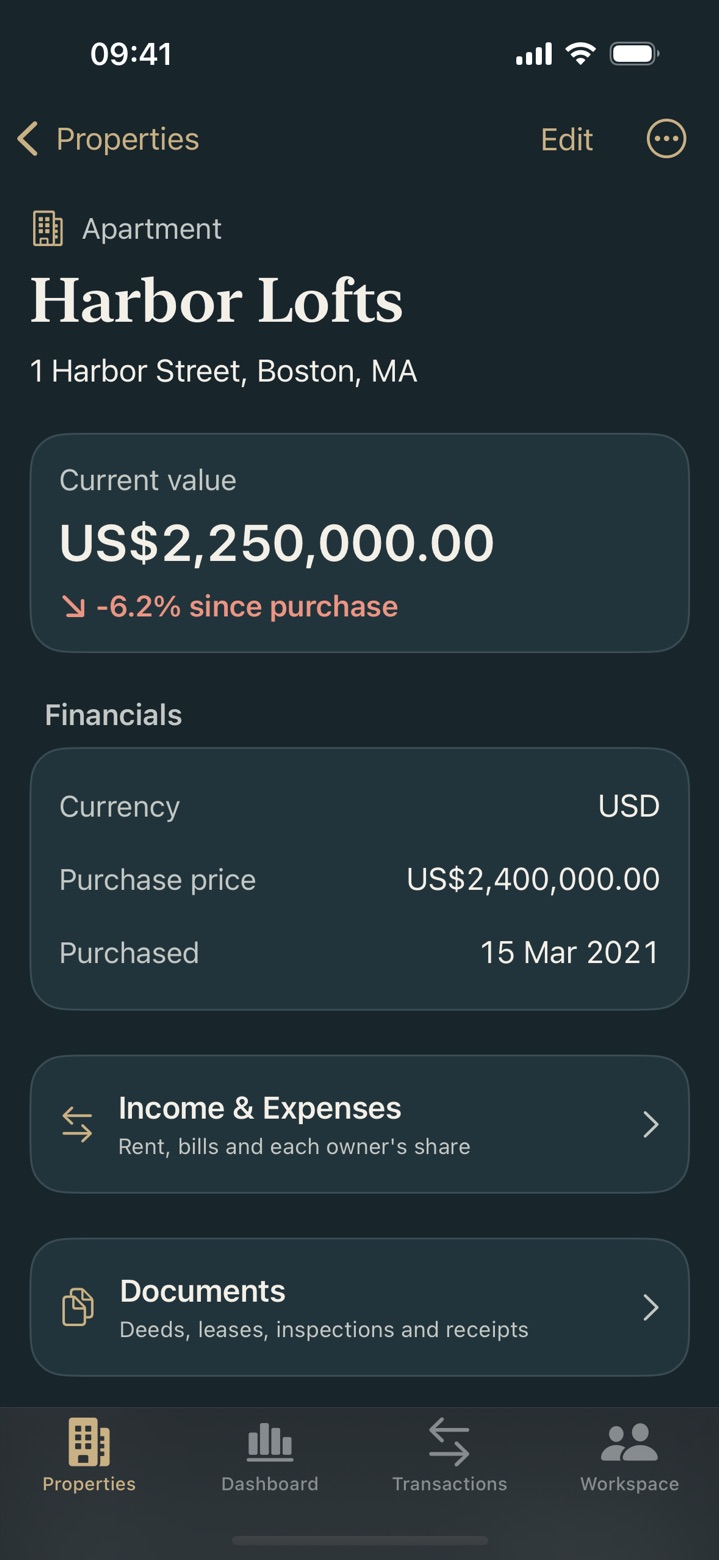 09:41
Properties
Edit
Apartment
Harbor Lofts
1 Harbor Street, Boston, MA
Current value
US$2,250,000.00
-6.2% since purchase
Financials
Currency USD
Purchase price US$2,400,000.00
Purchased 15 Mar 2021
Income & Expenses
Rent, bills and each owner's share
Documents
Deeds, leases, inspections and receipts
Properties Dashboard Transactions Workspace